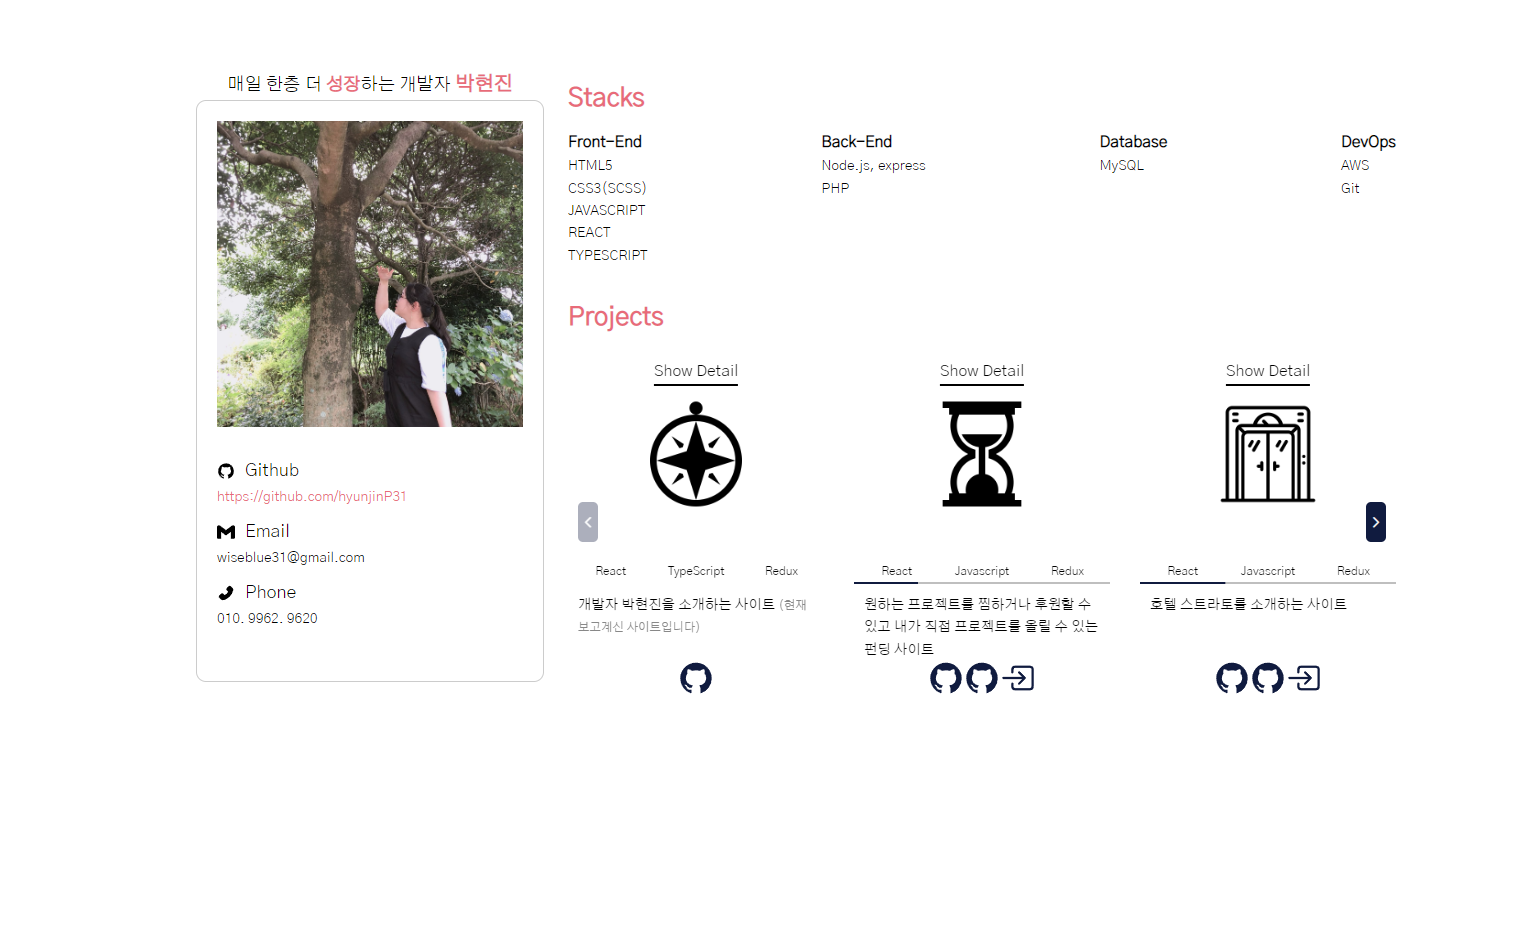 매일 한층 더 성장하는 개발자 박현진
Github
https://github.com/hyunjinP31
Email
wiseblue31@gmail.com
Phone
010. 9962. 9620
Stacks
Front-End
HTML5
CSS3(SCSS)
JAVASCRIPT
REACT
TYPESCRIPT
Back-End
Node.js, express
PHP
Database
MySQL
DevOps
AWS
Git
Projects
Show Detail
React TypeScript Redux
개발자 박현진을 소개하는 사이트 (현재
보고계신 사이트입니다)
Show Detail
React Javascript Redux
원하는 프로젝트를 찜하거나 후원할 수
있고 내가 직접 프로젝트를 올릴 수 있는
펀딩 사이트
Show Detail
React Javascript Redux
호텔 스트라토를 소개하는 사이트